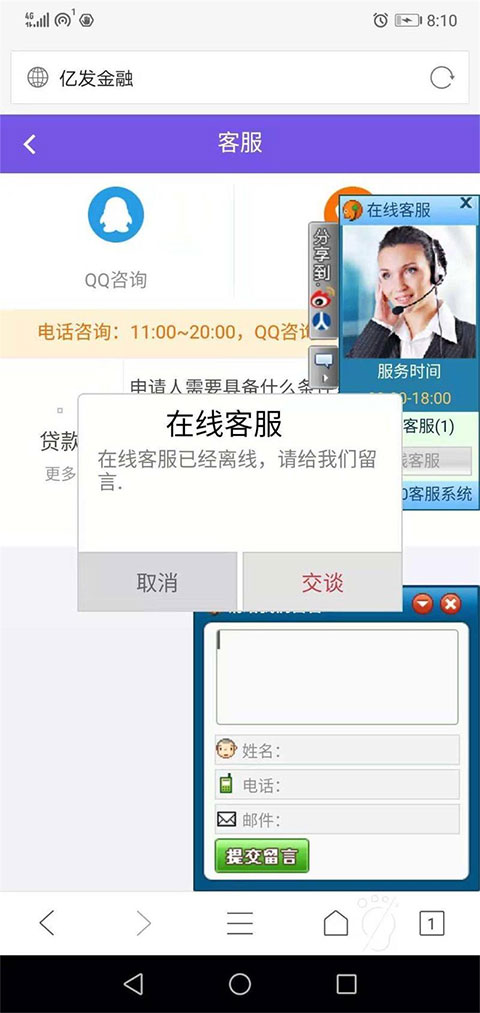 4G
1
8:10
亿发金融
客服
QQ咨询
在线客服
X
分享到:
电话咨询：11:00~20:00，QQ咨询
服务时间
-18:00
客服(1)
客服
客服系统
申请人需要具备什么条件
贷款
更多
在线客服
在线客服已经离线，请给我们留
言.
取消
交谈
姓名:
电话:
邮件:
提交留言
1